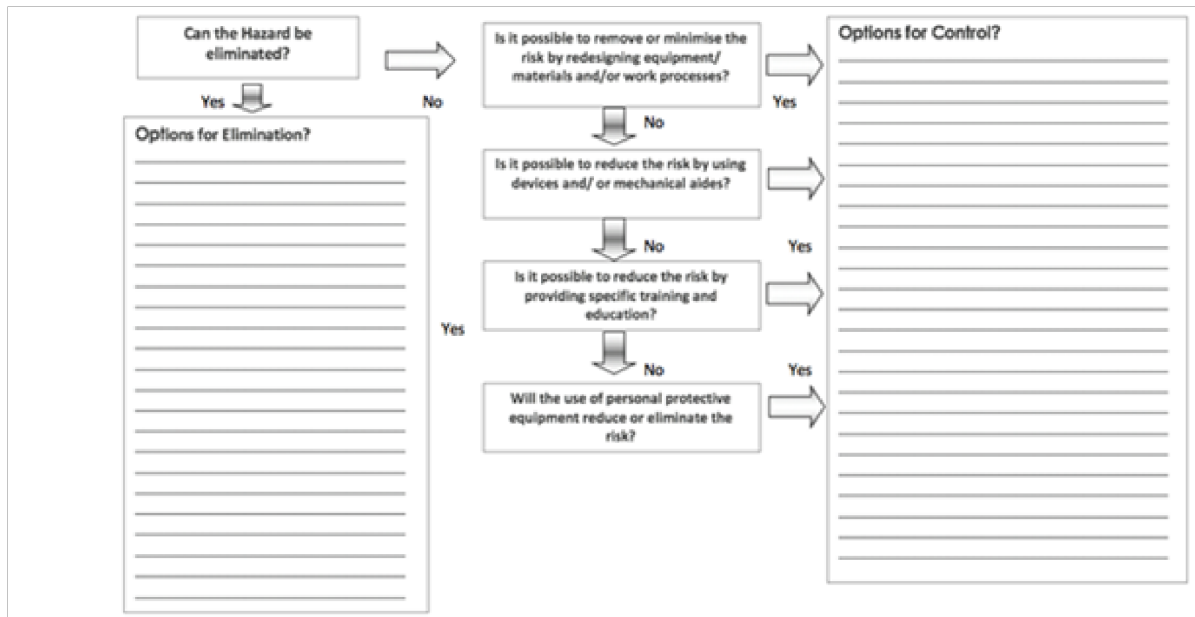 Can the Hazard be
eliminated?
Yes
No
Options for Elimination?
Is it possible to remove or minimise the
risk by redesigning equipment/
materials and/or work processes?
Yes
No
Is it possible to reduce the risk by using
devices and/ or mechanical aides?
No
Yes
Is it possible to reduce the risk by
providing specific training and
education?
Yes
No
Yes
Will the use of personal protective
equipment reduce or eliminate the
risk?
Options for Control?